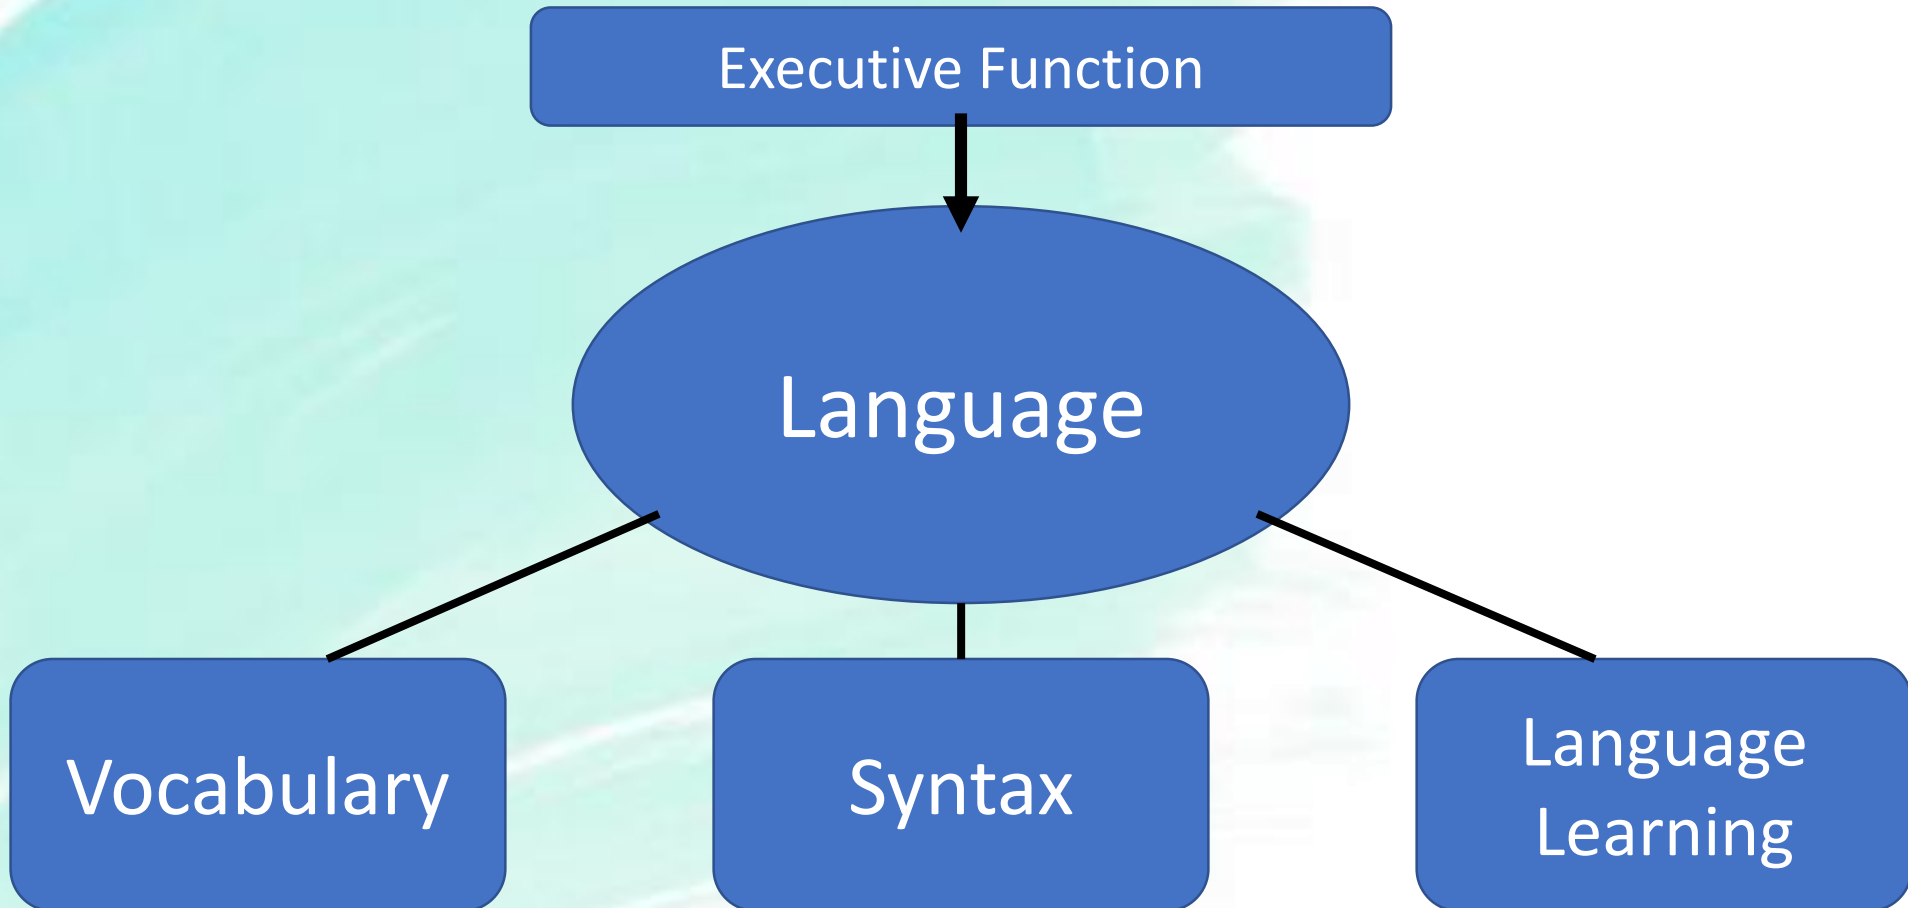 Executive Function
Language
Vocabulary
Syntax
Language
Learning